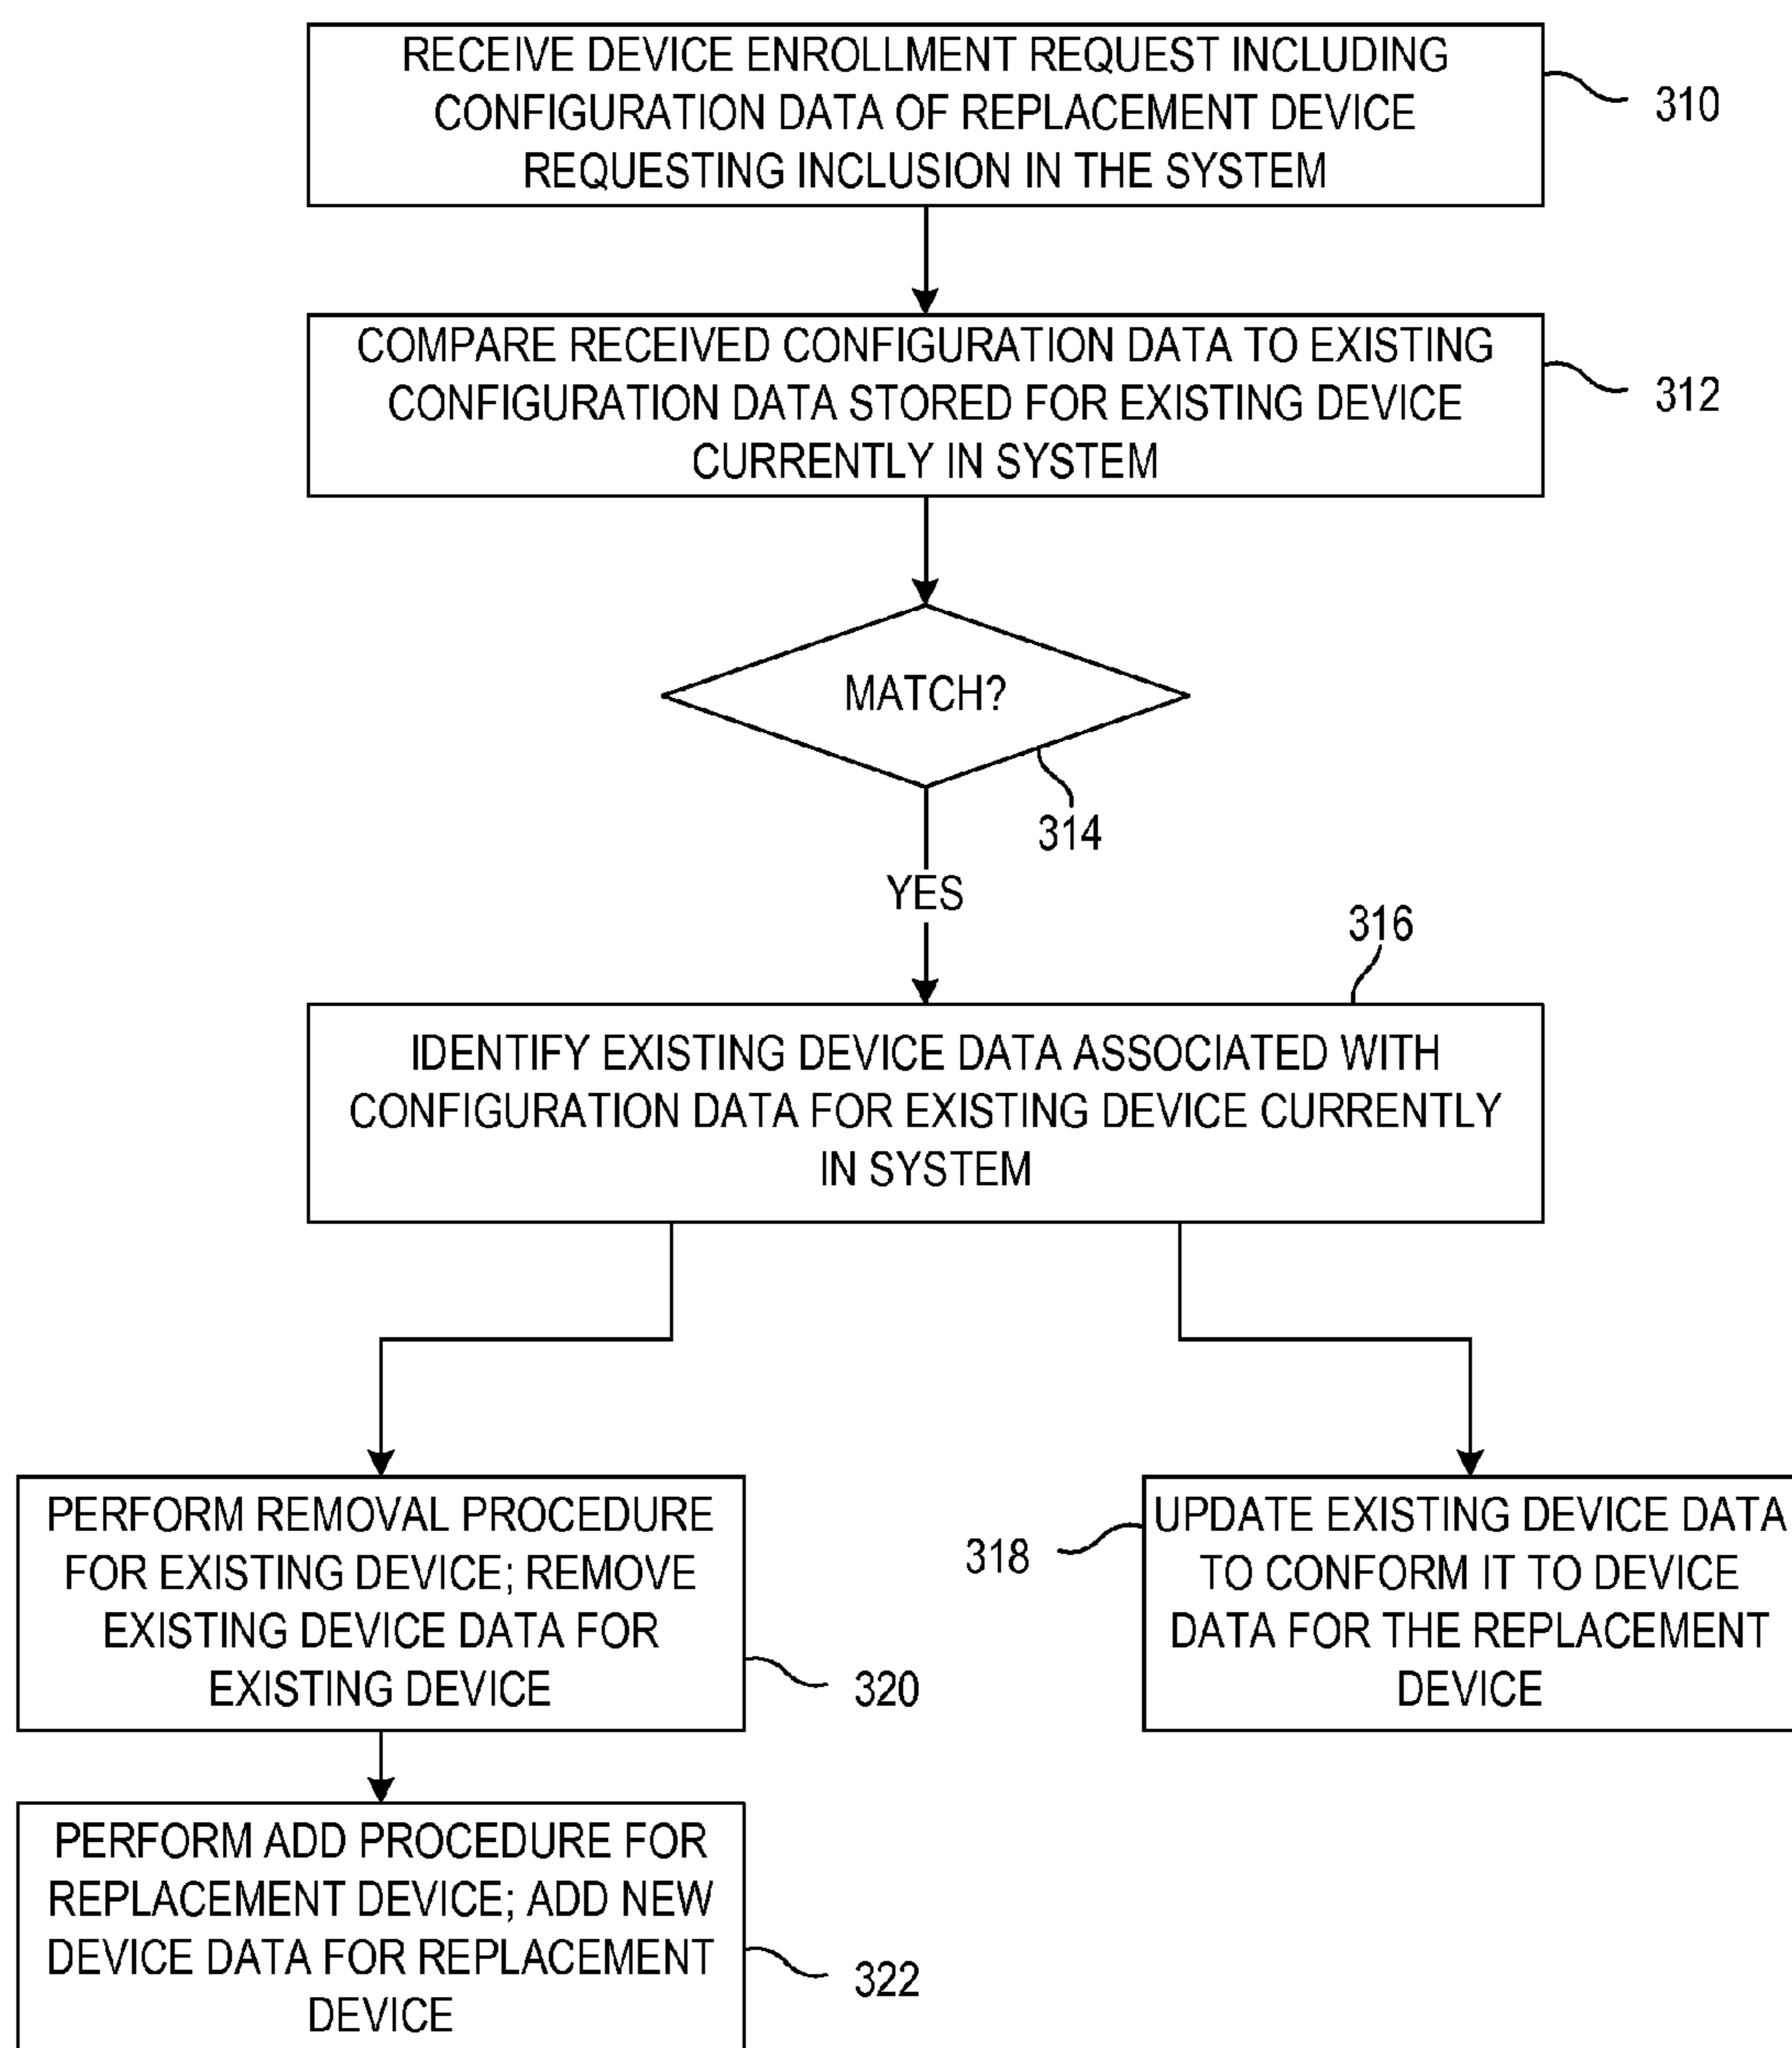 RECEIVE DEVICE ENROLLMENT REQUEST INCLUDING
CONFIGURATION DATA OF REPLACEMENT DEVICE
REQUESTING INCLUSION IN THE SYSTEM
310
COMPARE RECEIVED CONFIGURATION DATA TO EXISTING
CONFIGURATION DATA STORED FOR EXISTING DEVICE
CURRENTLY IN SYSTEM
312
MATCH?
314
YES
316
IDENTIFY EXISTING DEVICE DATA ASSOCIATED WITH
CONFIGURATION DATA FOR EXISTING DEVICE CURRENTLY
IN SYSTEM
PERFORM REMOVAL PROCEDURE
FOR EXISTING DEVICE; REMOVE
EXISTING DEVICE DATA FOR
EXISTING DEVICE
320
318
UPDATE EXISTING DEVICE DATA
TO CONFORM IT TO DEVICE
DATA FOR THE REPLACEMENT
DEVICE
PERFORM ADD PROCEDURE FOR
REPLACEMENT DEVICE; ADD NEW
DEVICE DATA FOR REPLACEMENT
DEVICE
322